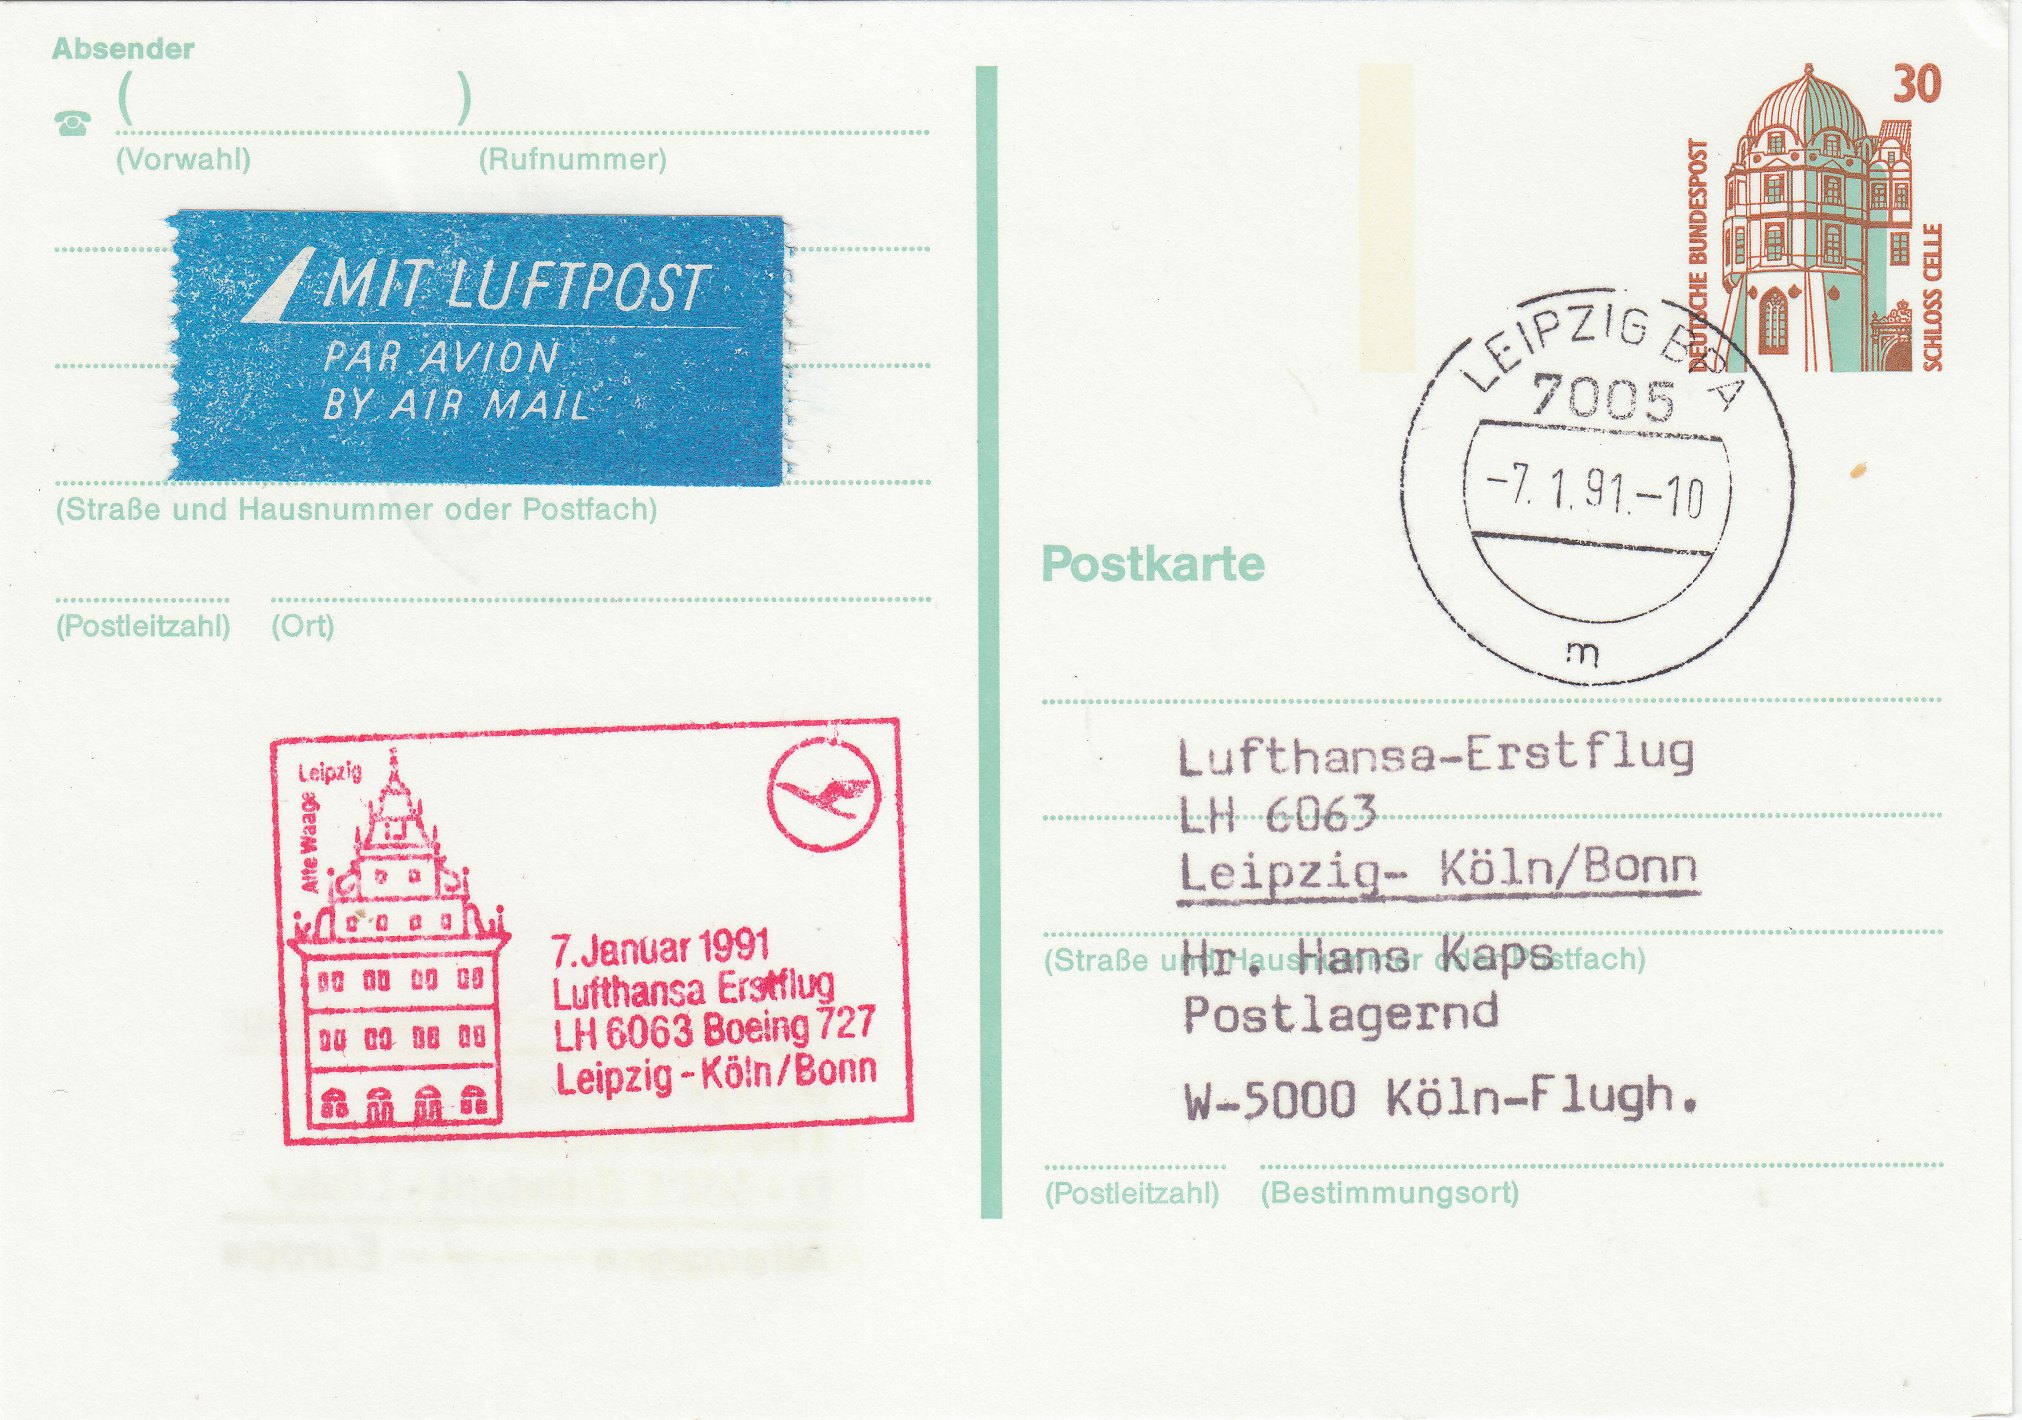 Absender
( )
(Vorwahl) (Rufnummer)
MIT LUFTPOST
PAR AVION
BY AIR MAIL
(Straße und Hausnummer oder Postfach)
(Postleitzahl) (Ort)
Leipzig
Alte Waage
7. Januar 1991
Lufthansa Erstflug
LH 6063 Boeing 727
Leipzig - Köln/Bonn
30
DEUTSCHE BUNDESPOST
SCHLOSS CELLE
LEIPZIG BPA
7005
-7.1.91.-10
m
Postkarte
Lufthansa-Erstflug
LH 6063
Leipzig- Köln/Bonn
(Straße und Hausnummer oder Postfach)
Hr. Hans Kaps
Postlagernd
W-5000 Köln-Flugh.
(Postleitzahl) (Bestimmungsort)